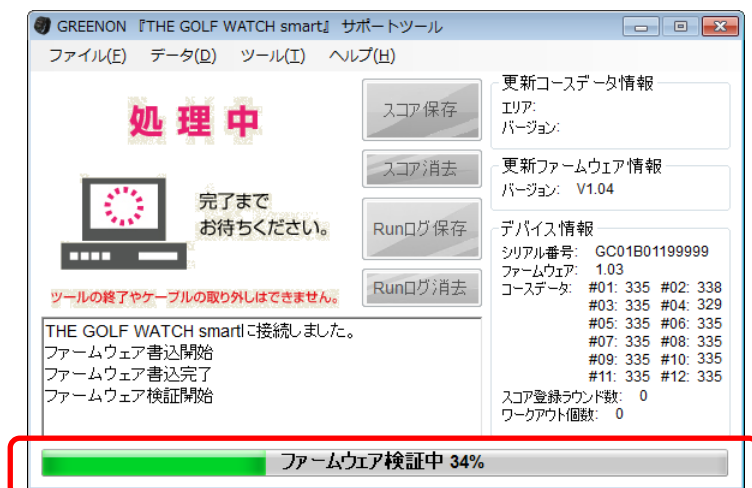 GREENON 『THE GOLF WATCH smart』 サポートツール
ファイル(F) データ(D) ツール(T) ヘルプ(H)
処理中
完了まで
お待ちください。
ツールの終了やケーブルの取り外しはできません。
スコア保存
スコア消去
Runログ保存
Runログ消去
更新コースデータ情報
エリア:
バージョン:
更新ファームウェア情報
バージョン: V1.04
デバイス情報
シリアル番号: GC01B01199999
ファームウェア: 1.03
コースデータ: #01: 335 #02: 338
#03: 335 #04: 329
#05: 335 #06: 335
#07: 335 #08: 335
#09: 335 #10: 335
#11: 335 #12: 335
スコア登録ラウンド数: 0
ワークアウト個数: 0
THE GOLF WATCH smartに接続しました。
ファームウェア書込開始
ファームウェア書込完了
ファームウェア検証開始
ファームウェア検証中 34%